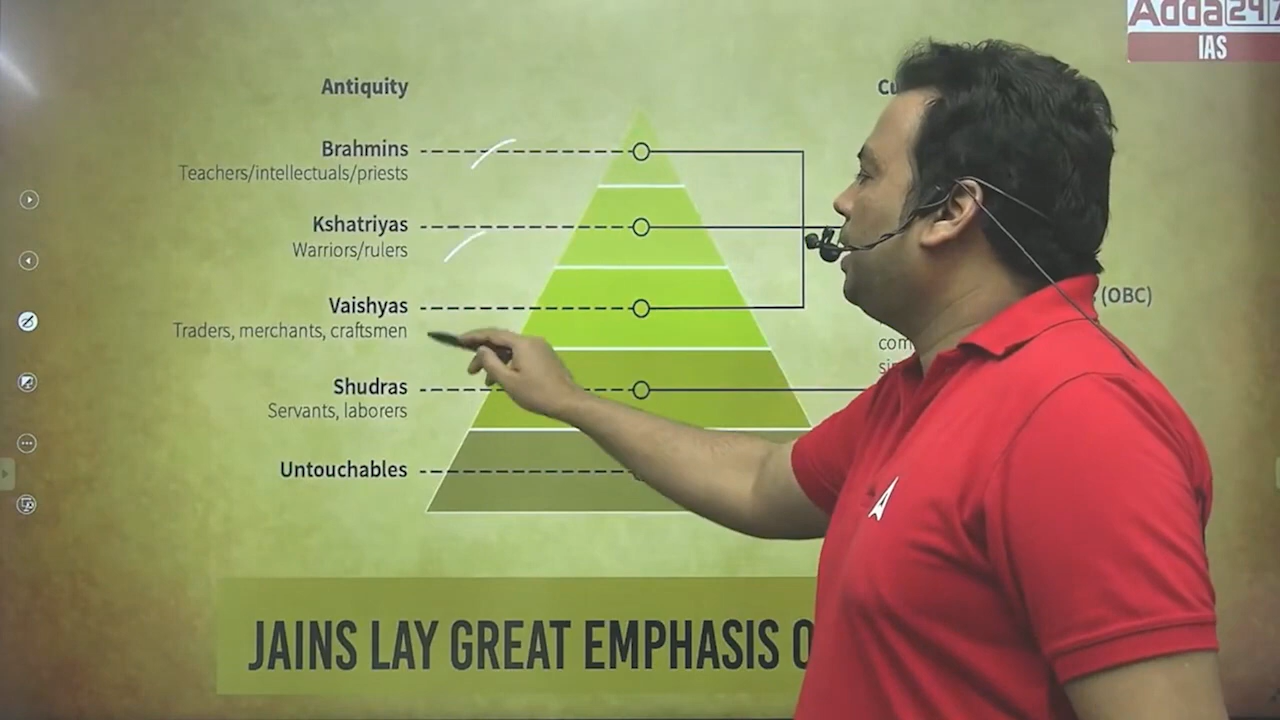 Adda247
IAS
Antiquity
Brahmins
Teachers/intellectuals/priests
Kshatriyas
Warriors/rulers
Vaishyas
Traders, merchants, craftsmen
(OBC)
Shudras
Servants, laborers
Untouchables
JAINS LAY GREAT EMPHASIS